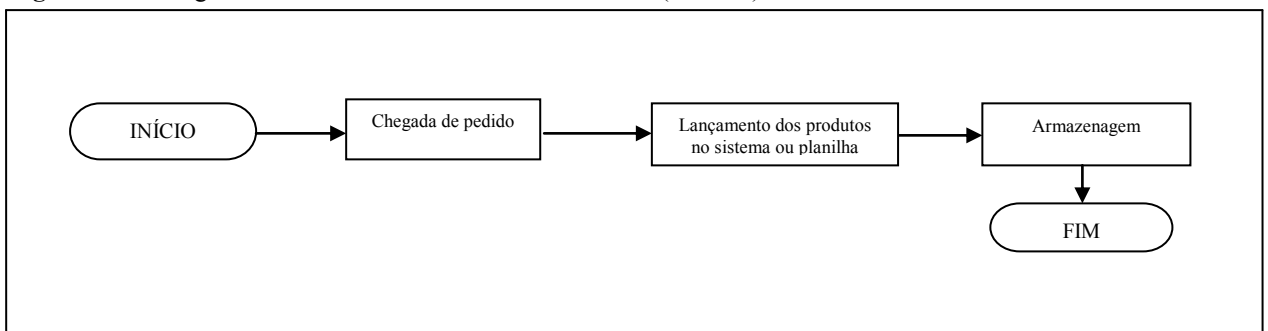 INÍCIO
Chegada de pedido
Lançamento dos produtos
no sistema ou planilha
Armazenagem
FIM